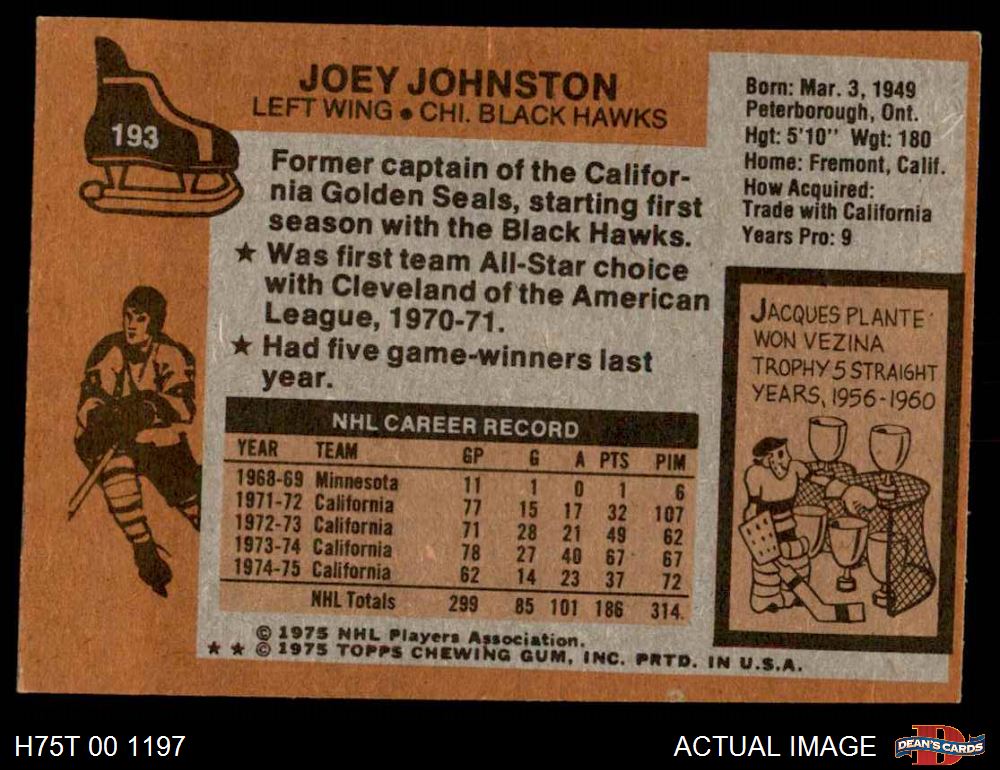 JOEY JOHNSTON
LEFT WING • CHI. BLACK HAWKS
193
Former captain of the Califor-
nia Golden Seals, starting first
season with the Black Hawks.
★ Was first team All-Star choice
with Cleveland of the American
League, 1970-71.
★ Had five game-winners last
year.
Born: Mar. 3, 1949
Peterborough, Ont.
Hgt: 5'10" Wgt: 180
Home: Fremont, Calif.
How Acquired:
Trade with California
Years Pro: 9
JACQUES PLANTE
WON VEZINA
TROPHY 5 STRAIGHT
YEARS, 1956-1960
NHL CAREER RECORD
YEAR TEAM GP G A PTS PIM
1968-69 Minnesota 11 1 0 1 6
1971-72 California 77 15 17 32 107
1972-73 California 71 28 21 49 62
1973-74 California 78 27 40 67 67
1974-75 California 62 14 23 37 72
NHL Totals 299 85 101 186 314
© 1975 NHL Players Association.
★ ★ © 1975 TOPPS CHEWING GUM, INC. PRTD. IN U.S.A.
H75T 00 1197
ACTUAL IMAGE
DEAN'S CARDS